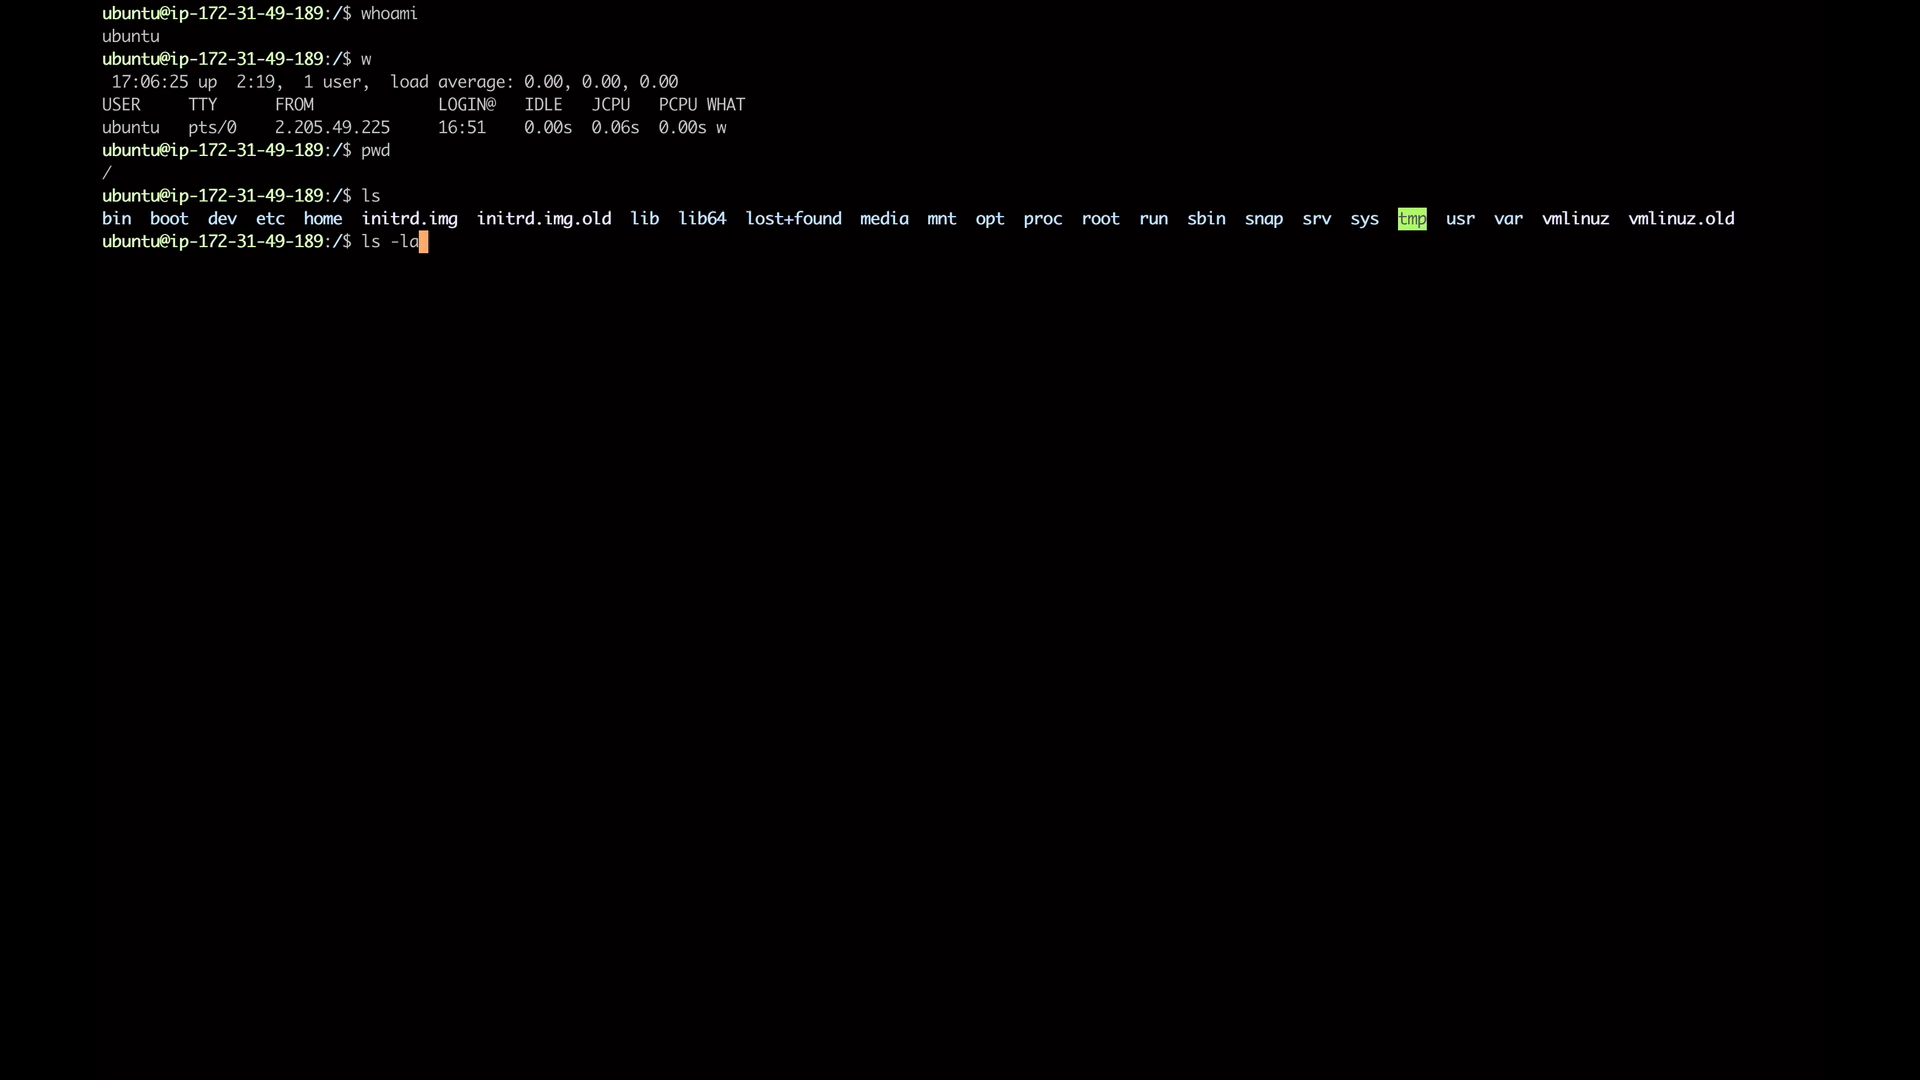 ubuntu@ip-172-31-49-189:/$ whoami
ubuntu
ubuntu@ip-172-31-49-189:/$ w
 17:06:25 up  2:19,  1 user,  load average: 0.00, 0.00, 0.00
USER     TTY      FROM             LOGIN@   IDLE   JCPU   PCPU WHAT
ubuntu   pts/0    2.205.49.225     16:51    0.00s  0.06s  0.00s w
ubuntu@ip-172-31-49-189:/$ pwd
/
ubuntu@ip-172-31-49-189:/$ ls
bin  boot  dev  etc  home  initrd.img  initrd.img.old  lib  lib64  lost+found  media  mnt  opt  proc  root  run  sbin  snap  srv  sys  tmp  usr  var  vmlinuz  vmlinuz.old
ubuntu@ip-172-31-49-189:/$ ls -la